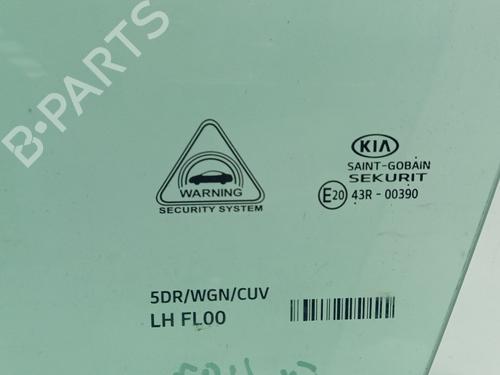 B-PARTS
KIA
SAINT-GOBAIN
SEKURIT
E20 43R - 00390
WARNING
SECURITY SYSTEM
5DR/WGN/CUV
LH FL00